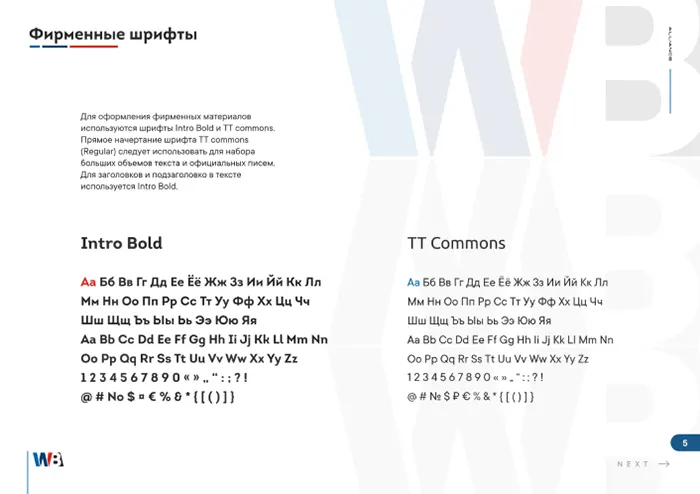 Фирменные шрифты
ALLIANCE
Для оформления фирменных материалов
используются шрифты Intro Bold и TT commons.
Прямое начертание шрифта TT commons
(Regular) следует использовать для набора
больших объемов текста и официальных писем.
Для заголовков и подзаголовко в тексте
используется Intro Bold.
Intro Bold
Аа Бб Вв Гг Дд Ее Ёё Жж Зз Ии Йй Кк Лл
Мм Нн Оо Пп Рр Сс Тт Уу Фф Хх Цц Чч
Шш Щщ Ъъ Ыы Ьь Ээ Юю Яя
Aa Bb Cc Dd Ee Ff Gg Hh Ii Jj Kk Ll Mm Nn
Oo Pp Qq Rr Ss Tt Uu Vv Ww Xx Yy Zz
1 2 3 4 5 6 7 8 9 0 « » „ “ : ; ? !
@ # No $ ¤ € % & * { [ ( ) ] }
TT Commons
Аа Бб Вв Гг Дд Ее Ёё Жж Зз Ии Йй Кк Лл
Мм Нн Оо Пп Рр Сс Тт Уу Фф Хх Цц Чч
Шш Щщ Ъъ Ыы Ьь Ээ Юю Яя
Aa Bb Cc Dd Ee Ff Gg Hh Ii Jj Kk Ll Mm Nn
Oo Pp Qq Rr Ss Tt Uu Vv Ww Xx Yy Zz
1 2 3 4 5 6 7 8 9 0 « » „ “ : ; ? !
@ # № $ ₽ € % & * { [ ( ) ] }
5
WB
NEXT →
WB